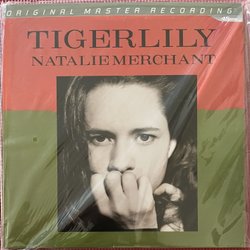 ORIGINAL MASTER RECORDING
TIGERLILY
NATALIE MERCHANT